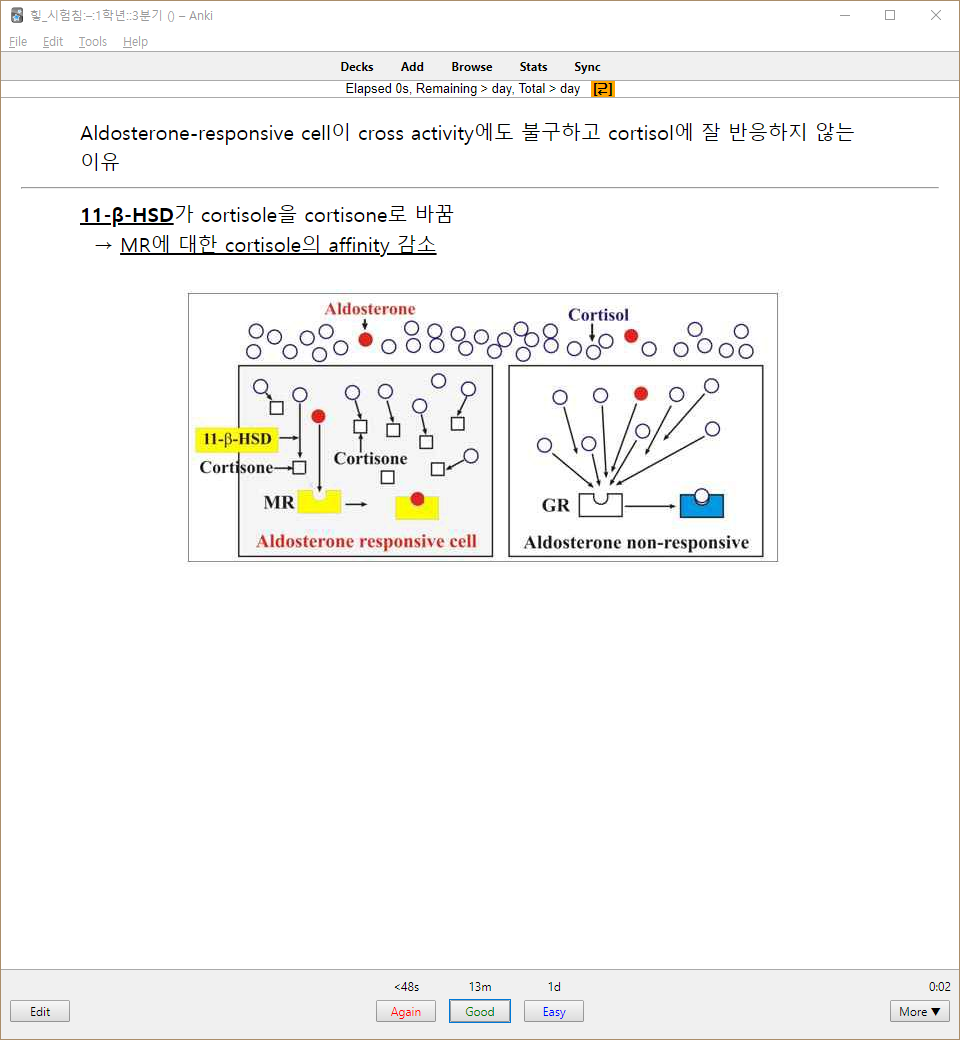 힣_시험침:–:1학년::3분기 () – Anki
File Edit Tools Help
Decks Add Browse Stats Sync
Elapsed 0s, Remaining > day, Total > day [근]
Aldosterone-responsive cell이 cross activity에도 불구하고 cortisol에 잘 반응하지 않는
이유
11-β-HSD가 cortisole을 cortisone로 바꿈
→ MR에 대한 cortisole의 affinity 감소
Aldosterone
Cortisol
11-β-HSD
Cortisone
Cortisone
MR
GR
Aldosterone responsive cell
Aldosterone non-responsive
<48s 13m 1d 0:02
Edit Again Good Easy More ▼